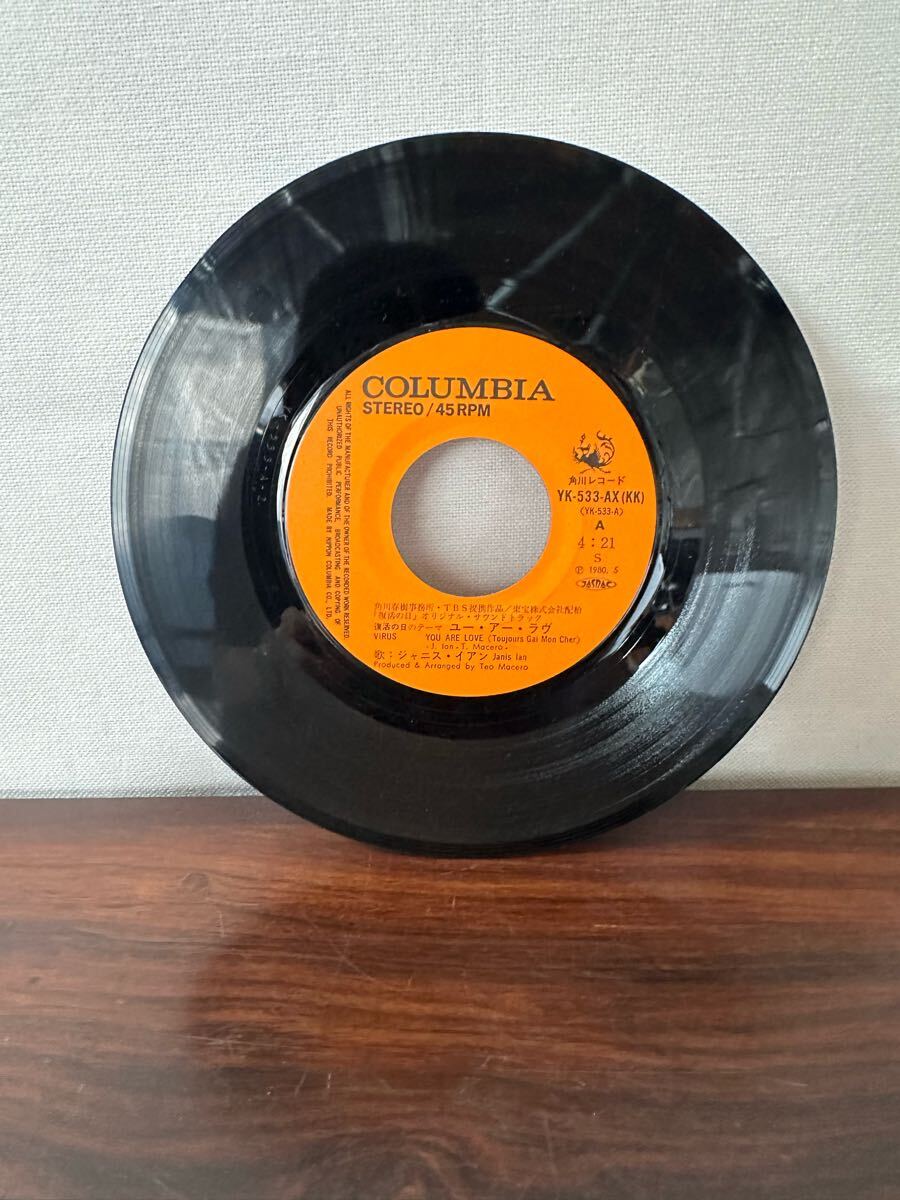 COLUMBIA
STEREO/45RPM
角川レコード
YK-533-AX(KK)
(YK-533-A)
A
4:21
S
Ⓟ 1980. 5
JASRAC
ALL RIGHTS OF THE MANUFACTURER AND OF THE OWNER OF THE RECORDED WORK RESERVED.
UNAUTHORIZED PUBLIC PERFORMANCE, BROADCASTING AND COPYING OF
THIS RECORD PROHIBITED. MADE BY NIPPON COLUMBIA CO., LTD.
角川春樹事務所・TBS提携作品/東宝株式会社配給
「復活の日」オリジナル・サウンドトラック
復活の日のテーマ ユー・アー・ラヴ
VIRUS YOU ARE LOVE (Toujours Gai Mon Cher)
- J. Ian - T. Macero -
歌:ジャニス・イアン Janis Ian
Produced & Arranged by Teo Macero